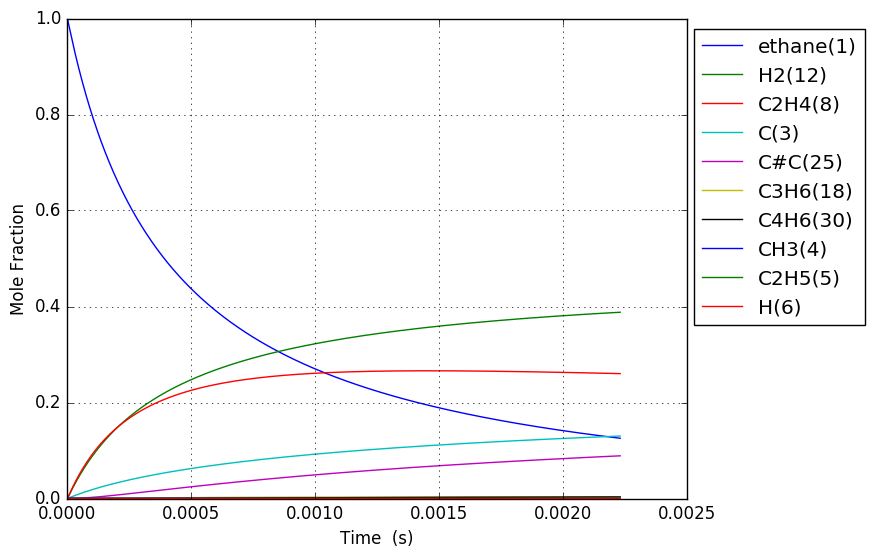 1.0
0.8
0.6
0.4
0.2
0.0
Mole Fraction
0.0000 0.0005 0.0010 0.0015 0.0020 0.0025
Time (s)
ethane(1)
H2(12)
C2H4(8)
C(3)
C#C(25)
C3H6(18)
C4H6(30)
CH3(4)
C2H5(5)
H(6)